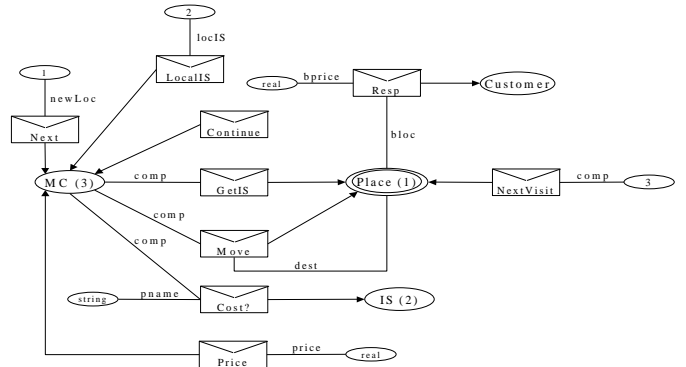 2
locIS
LocalIS
1
newLoc
Next
real
bprice
Resp
Customer
bloc
Continue
MC (3)
comp
GetIS
Place (1)
NextVisit
comp
3
comp
Move
dest
comp
string
pname
Cost?
IS (2)
Price
price
real